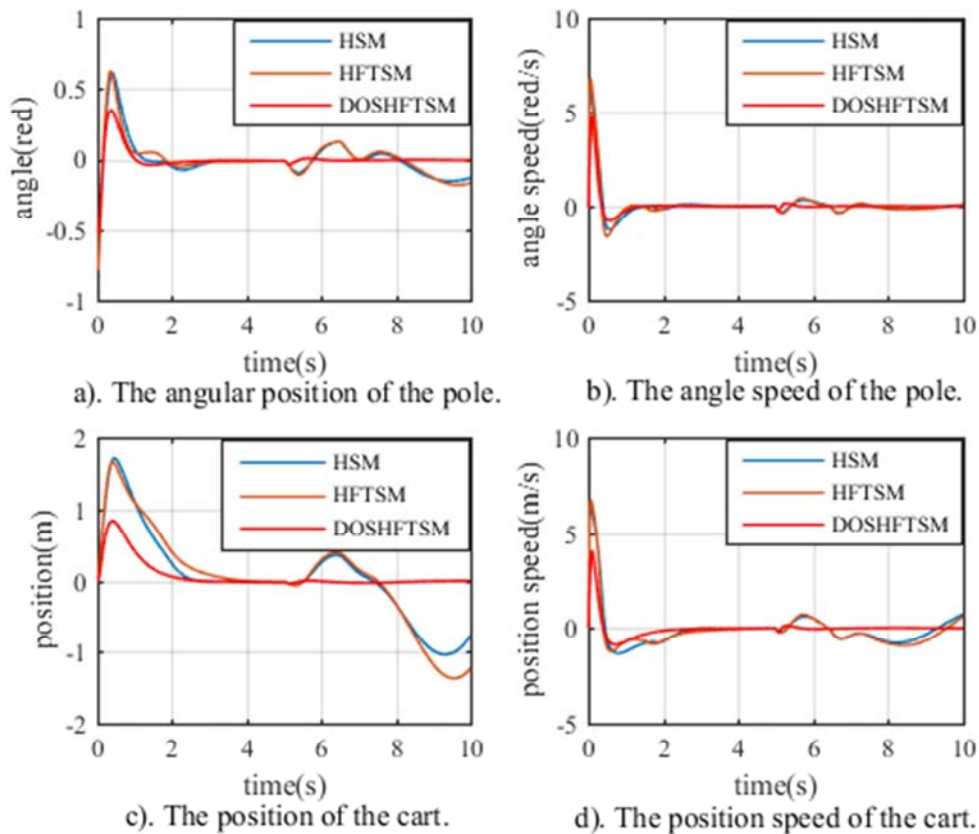 1
0.5
0
-0.5
-1
angle(red)
HSM
HFTSM
DOSHFTSM
0 2 4 6 8 10
time(s)
a). The angular position of the pole.
10
5
0
-5
angle speed(red/s)
HSM
HFTSM
DOSHFTSM
0 2 4 6 8 10
time(s)
b). The angle speed of the pole.
2
1
0
-1
-2
position(m)
HSM
HFTSM
DOSHFTSM
0 2 4 6 8 10
time(s)
c). The position of the cart.
10
5
0
-5
position speed(m/s)
HSM
HFTSM
DOSHFTSM
0 2 4 6 8 10
time(s)
d). The position speed of the cart.